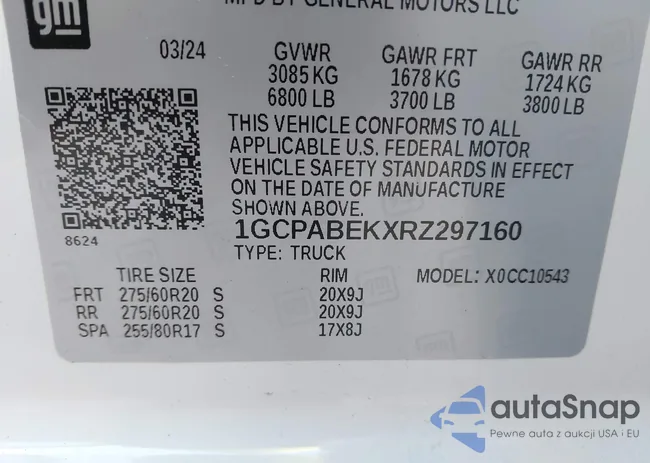 gm
MFD BY GENERAL MOTORS LLC
03/24 GVWR GAWR FRT GAWR RR
3085 KG 1678 KG 1724 KG
6800 LB 3700 LB 3800 LB
THIS VEHICLE CONFORMS TO ALL
APPLICABLE U.S. FEDERAL MOTOR
VEHICLE SAFETY STANDARDS IN EFFECT
ON THE DATE OF MANUFACTURE
SHOWN ABOVE.
8624
1GCPABEKXRZ297160
TYPE: TRUCK
TIRE SIZE RIM MODEL: X0CC10543
FRT 275/60R20 S 20X9J
RR 275/60R20 S 20X9J
SPA 255/80R17 S 17X8J
autoSnap
Pewne auta z aukcji USA i EU